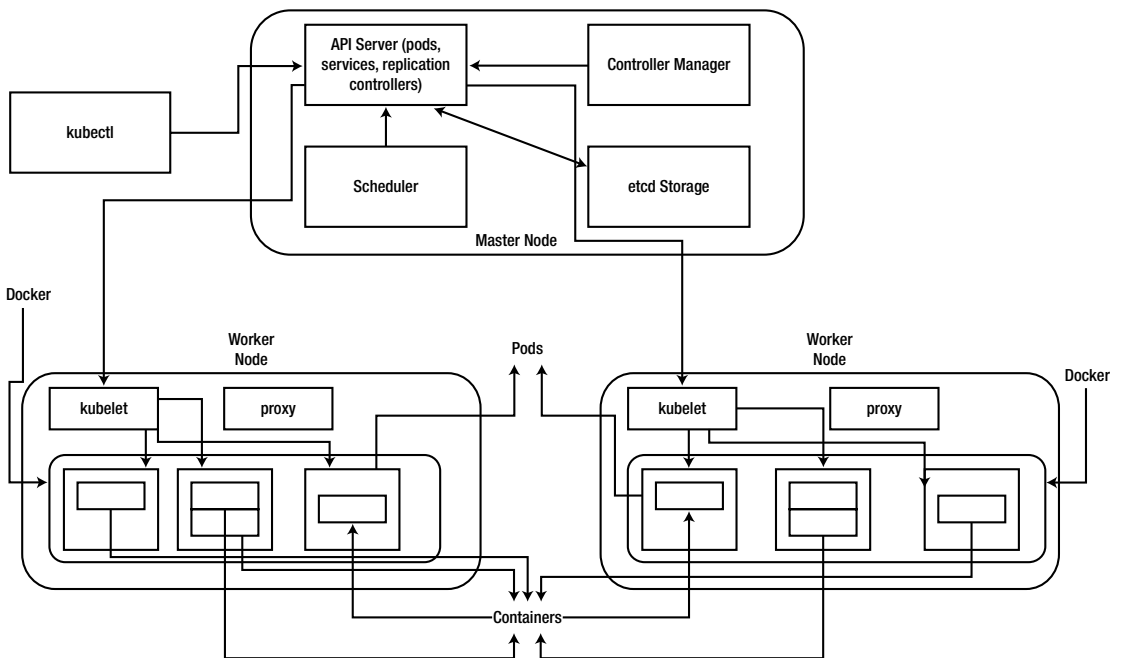 API Server (pods,
services, replication
controllers)
Controller Manager
kubectl
Scheduler
etcd Storage
Master Node
Docker
Worker
Node
Pods
Worker
Node
Docker
kubelet
proxy
kubelet
proxy
Containers